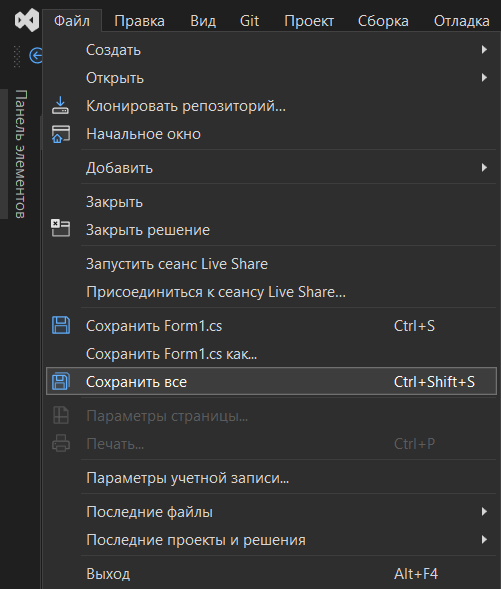 Файл Правка Вид Git Проект Сборка Отладка
Панель элементов
Создать
Открыть
Клонировать репозиторий...
Начальное окно
Добавить
Закрыть
Закрыть решение
Запустить сеанс Live Share
Присоединиться к сеансу Live Share...
Сохранить Form1.cs Ctrl+S
Сохранить Form1.cs как...
Сохранить все Ctrl+Shift+S
Параметры страницы...
Печать... Ctrl+P
Параметры учетной записи...
Последние файлы
Последние проекты и решения
Выход Alt+F4